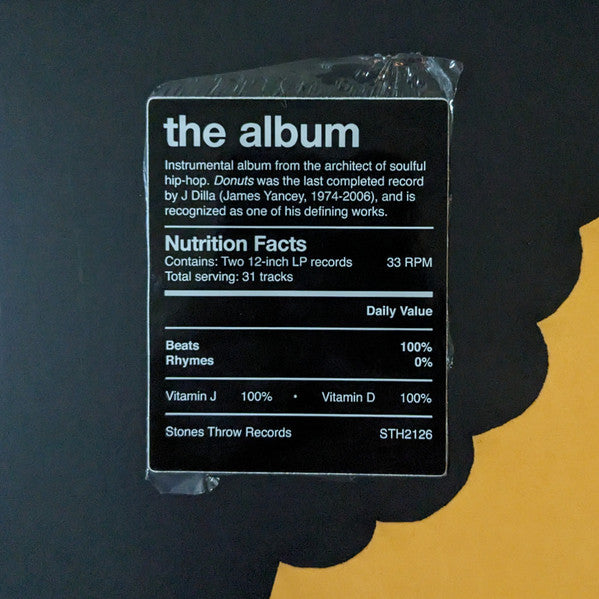 the album
Instrumental album from the architect of soulful
hip-hop. Donuts was the last completed record
by J Dilla (James Yancey, 1974-2006), and is
recognized as one of his defining works.
Nutrition Facts
Contains: Two 12-inch LP records 33 RPM
Total serving: 31 tracks
Daily Value
Beats 100%
Rhymes 0%
Vitamin J 100% • Vitamin D 100%
Stones Throw Records STH2126